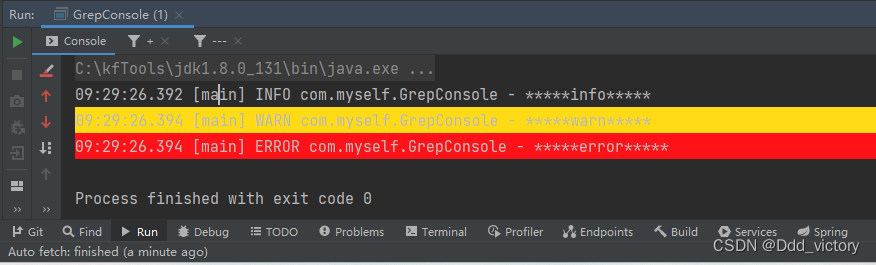 Run: GrepConsole (1) ×
Console + × --- ×
C:\kfTools\jdk1.8.0_131\bin\java.exe ...
09:29:26.392 [main] INFO com.myself.GrepConsole - *****info*****
09:29:26.394 [main] WARN com.myself.GrepConsole - *****warn*****
09:29:26.394 [main] ERROR com.myself.GrepConsole - *****error*****
Process finished with exit code 0
Git Find Run Debug TODO Problems Terminal Profiler Endpoints Build Services Spring
CSDN @Ddd_victory
Auto fetch: finished (a minute ago)